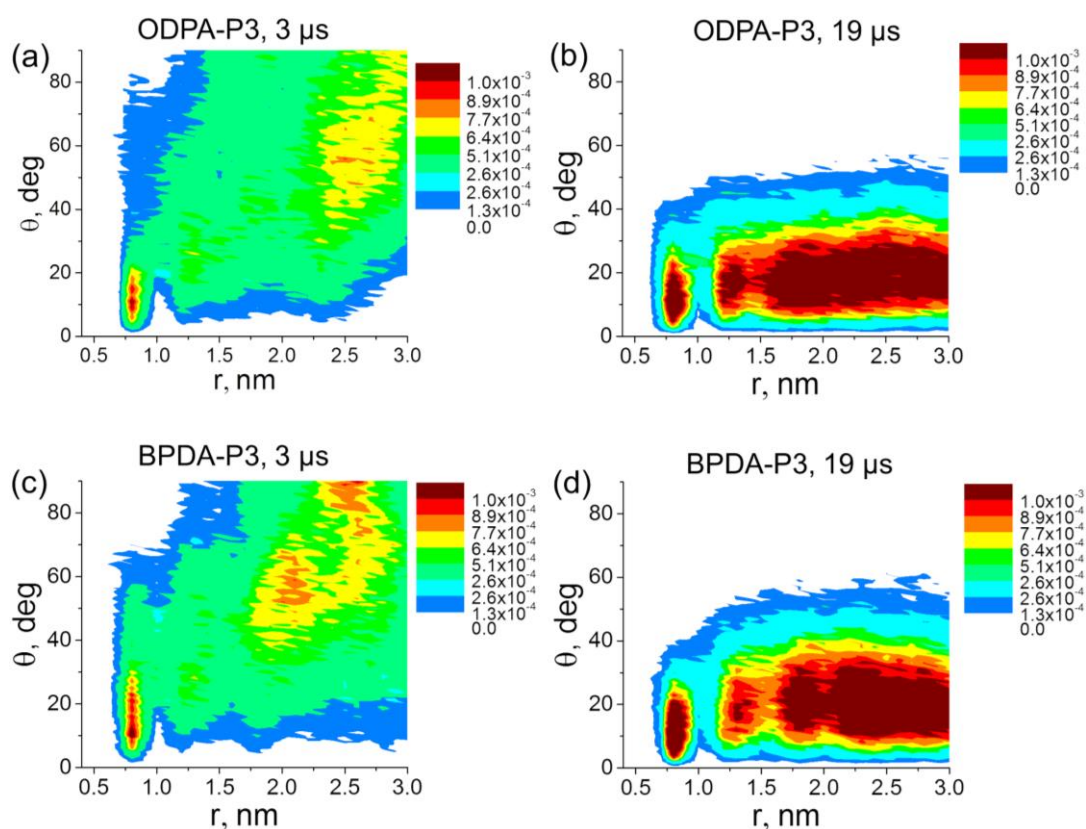 (a) ODPA-P3, 3 μs
80
60
40
20
0
θ, deg
0.5 1.0 1.5 2.0 2.5 3.0
r, nm
1.0x10⁻³
8.9x10⁻⁴
7.7x10⁻⁴
6.4x10⁻⁴
5.1x10⁻⁴
2.6x10⁻⁴
2.6x10⁻⁴
1.3x10⁻⁴
0.0
(b) ODPA-P3, 19 μs
80
60
40
20
0
θ, deg
0.5 1.0 1.5 2.0 2.5 3.0
r, nm
1.0x10⁻³
8.9x10⁻⁴
7.7x10⁻⁴
6.4x10⁻⁴
5.1x10⁻⁴
2.6x10⁻⁴
2.6x10⁻⁴
1.3x10⁻⁴
0.0
(c) BPDA-P3, 3 μs
80
60
40
20
0
θ, deg
0.5 1.0 1.5 2.0 2.5 3.0
r, nm
1.0x10⁻³
8.9x10⁻⁴
7.7x10⁻⁴
6.4x10⁻⁴
5.1x10⁻⁴
2.6x10⁻⁴
2.6x10⁻⁴
1.3x10⁻⁴
0.0
(d) BPDA-P3, 19 μs
80
60
40
20
0
θ, deg
0.5 1.0 1.5 2.0 2.5 3.0
r, nm
1.0x10⁻³
8.9x10⁻⁴
7.7x10⁻⁴
6.4x10⁻⁴
5.1x10⁻⁴
2.6x10⁻⁴
2.6x10⁻⁴
1.3x10⁻⁴
0.0